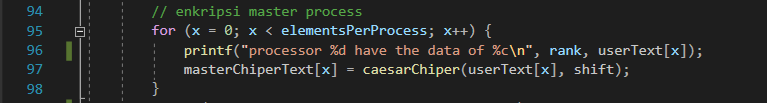 94 // enkripsi master process
95 for (x = 0; x < elementsPerProcess; x++) {
96 printf("processor %d have the data of %c\n", rank, userText[x]);
97 masterChiperText[x] = caesarChiper(userText[x], shift);
98 }